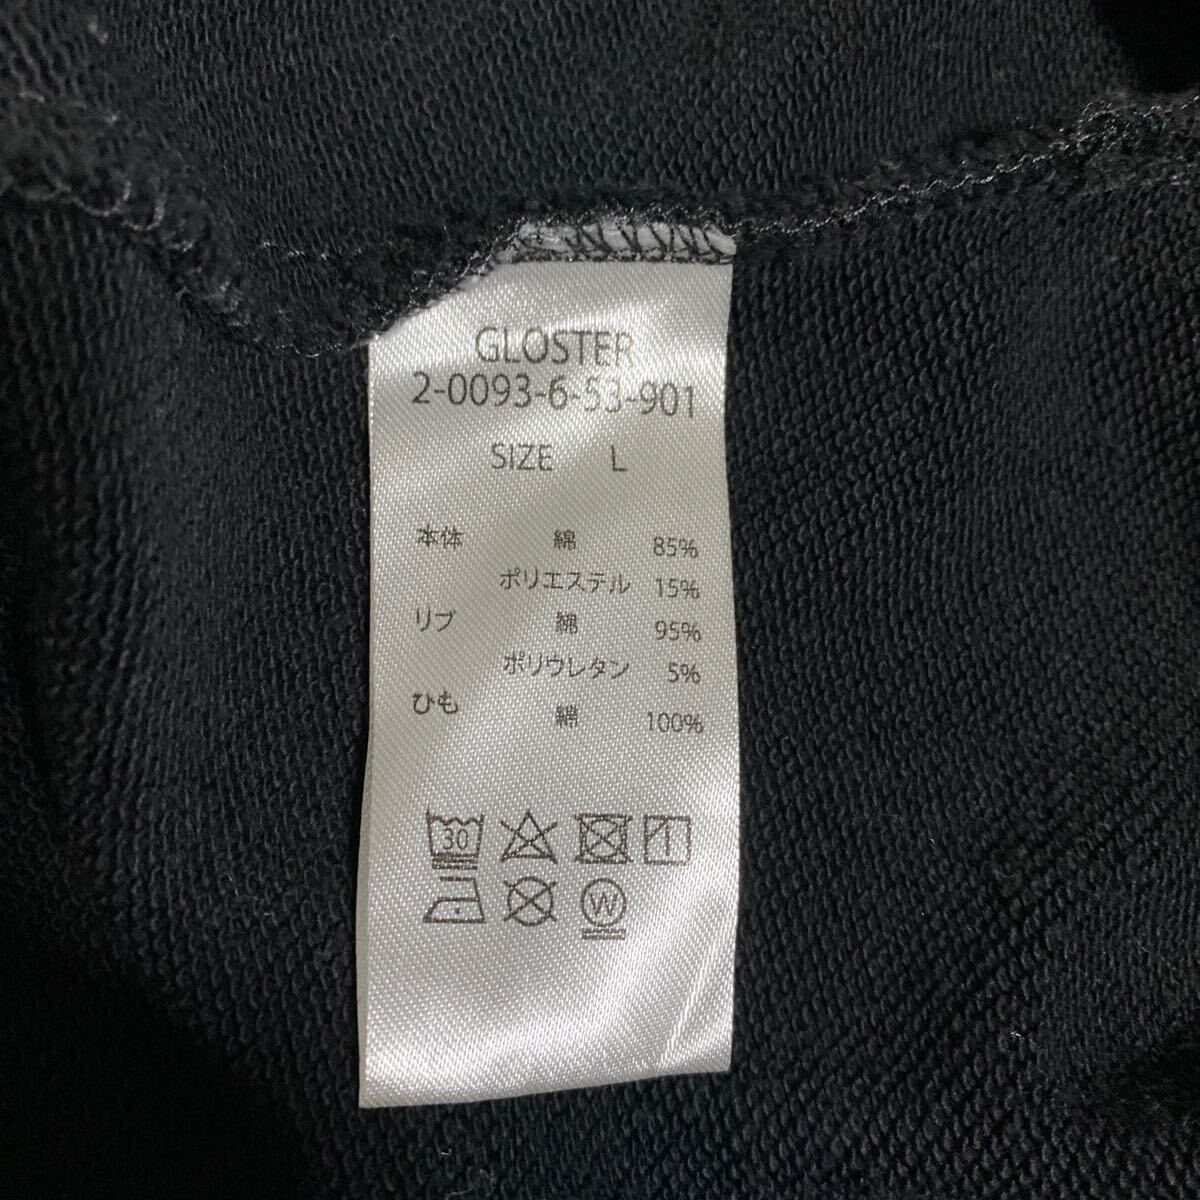 GLOSTER
2-0093-6-53-901
SIZE L
本体 綿 85%
ポリエステル 15%
リブ 綿 95%
ポリウレタン 5%
ひも 綿 100%
30
W